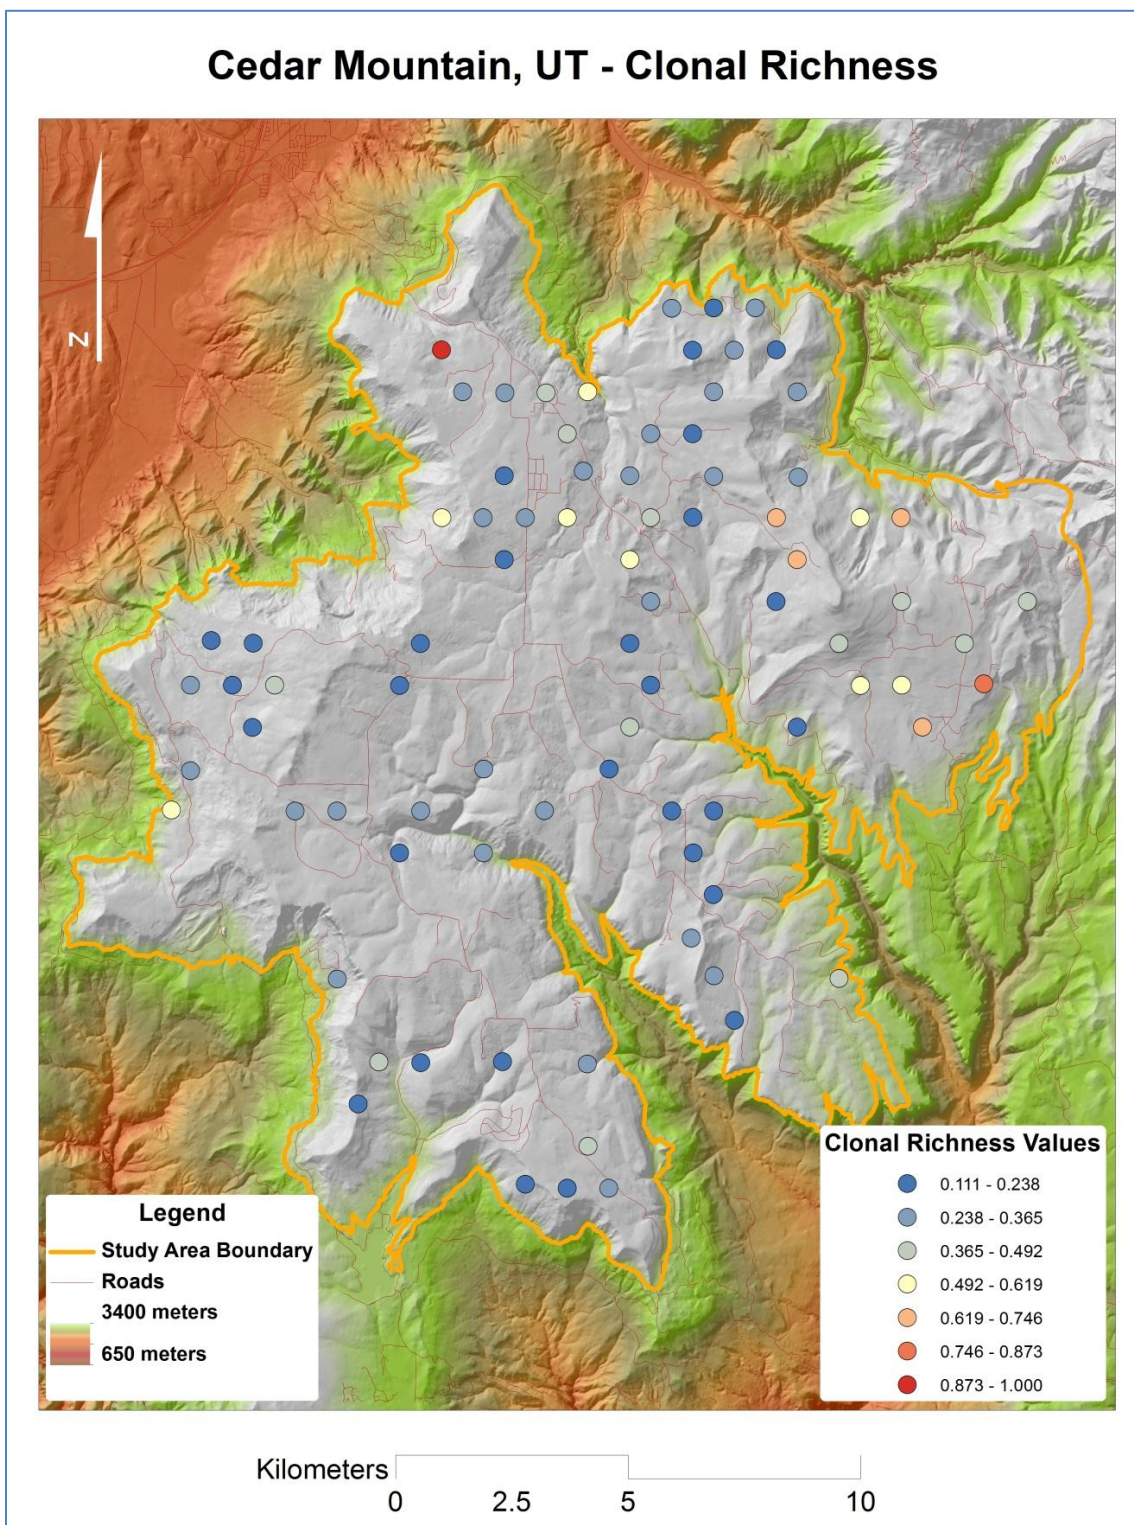 Cedar Mountain, UT - Clonal Richness
N
Clonal Richness Values
0.111 - 0.238
0.238 - 0.365
0.365 - 0.492
0.492 - 0.619
0.619 - 0.746
0.746 - 0.873
0.873 - 1.000
Legend
Study Area Boundary
Roads
3400 meters
650 meters
Kilometers
0 2.5 5 10